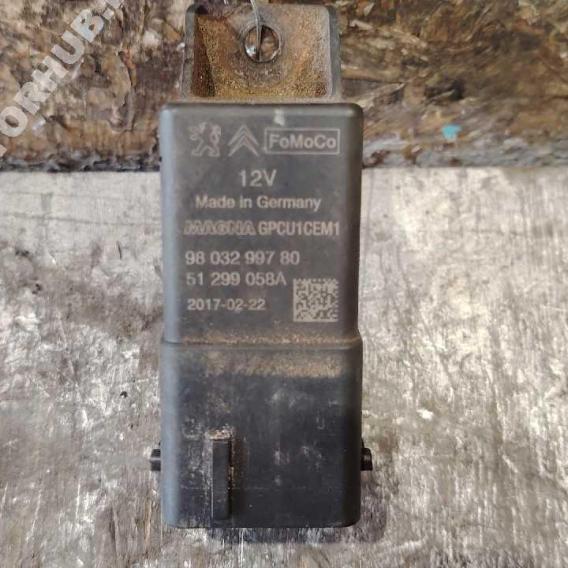 FoMoCo
12V
Made in Germany
MAGNA GPCU1CEM1
98 032 997 80
51 299 058A
2017-02-22